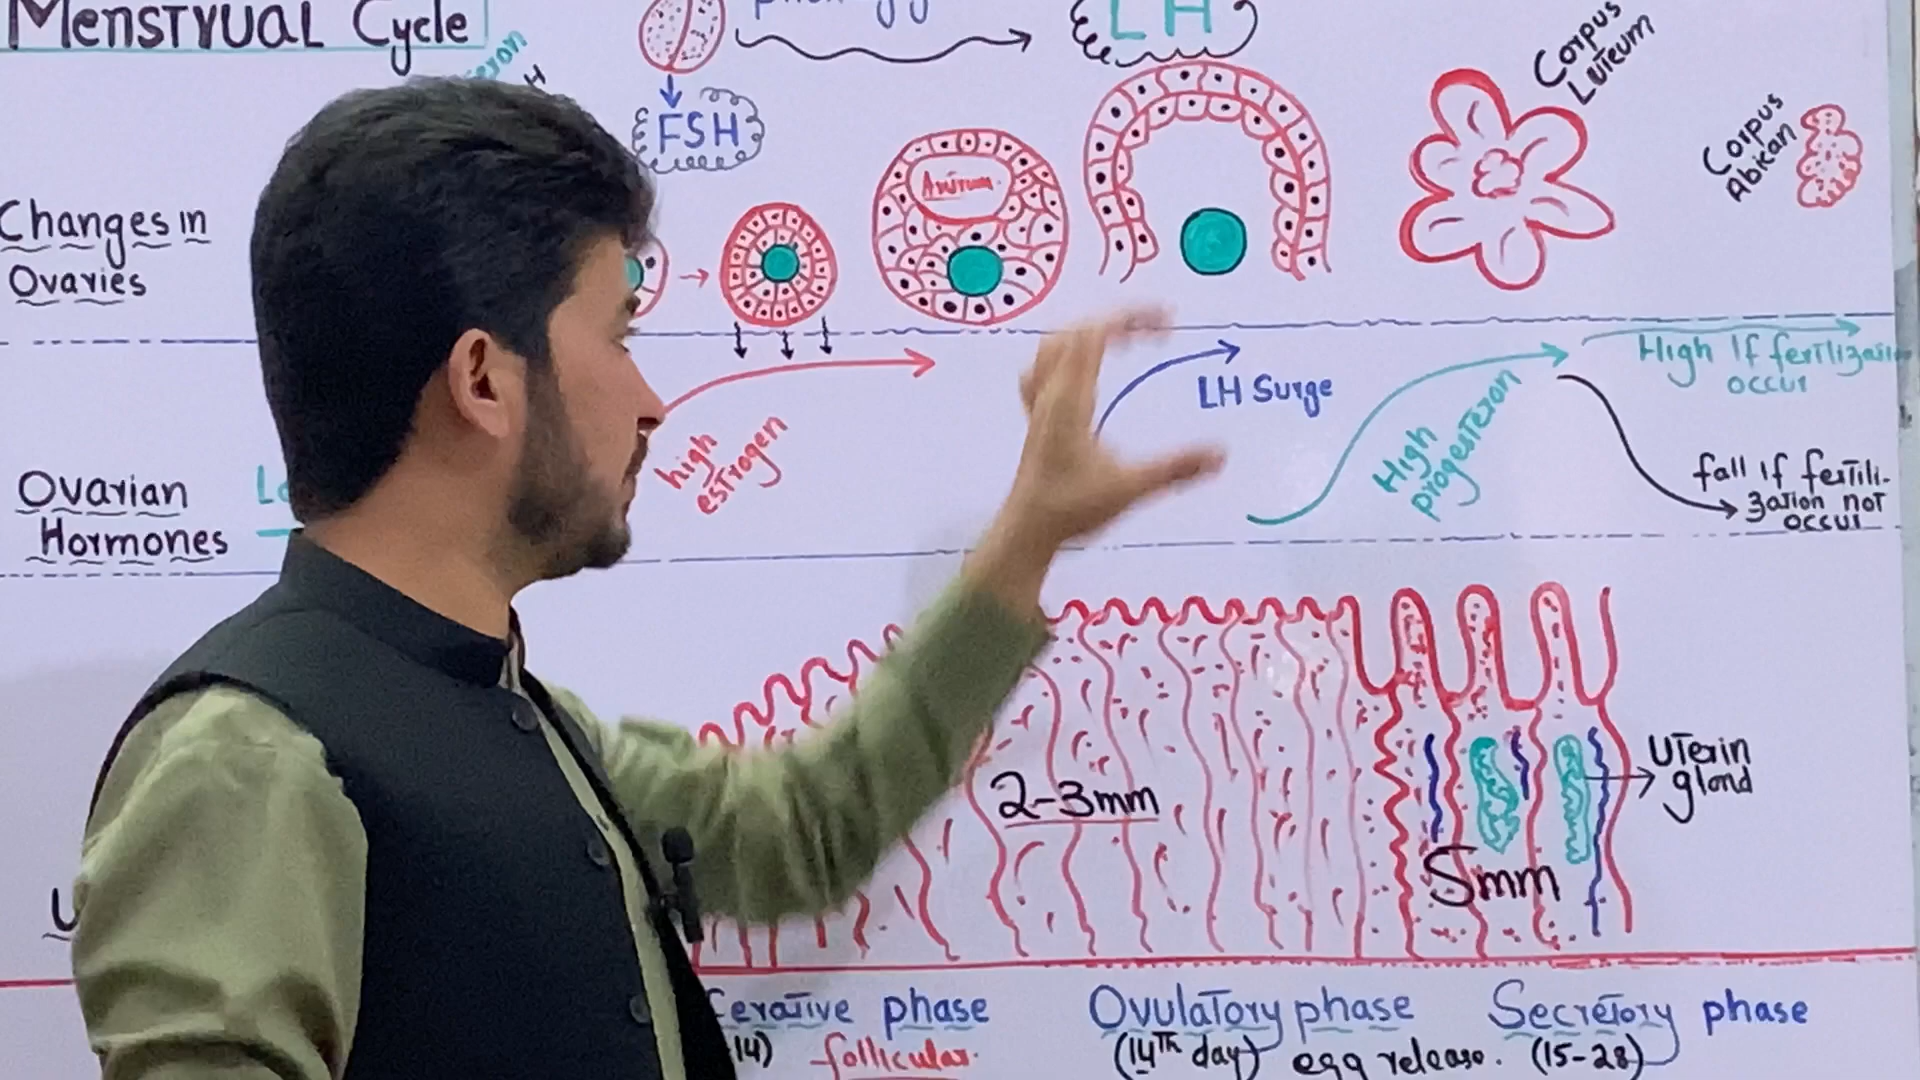 Menstrual Cycle
LH
FSH
Corpus
Luteum
Corpus
Abican
Antrum
Changes in
Ovaries
High If fertilization
occur
LH Surge
High
progesteron
high
estrogen
fall If fertili-
zation not
occur
Ovarian
Hormones
2-3mm
Uterin
gland
5mm
phase
Ovulatory phase
Secretory phase
14) follicular.
(14th day) egg release.
(15-28)